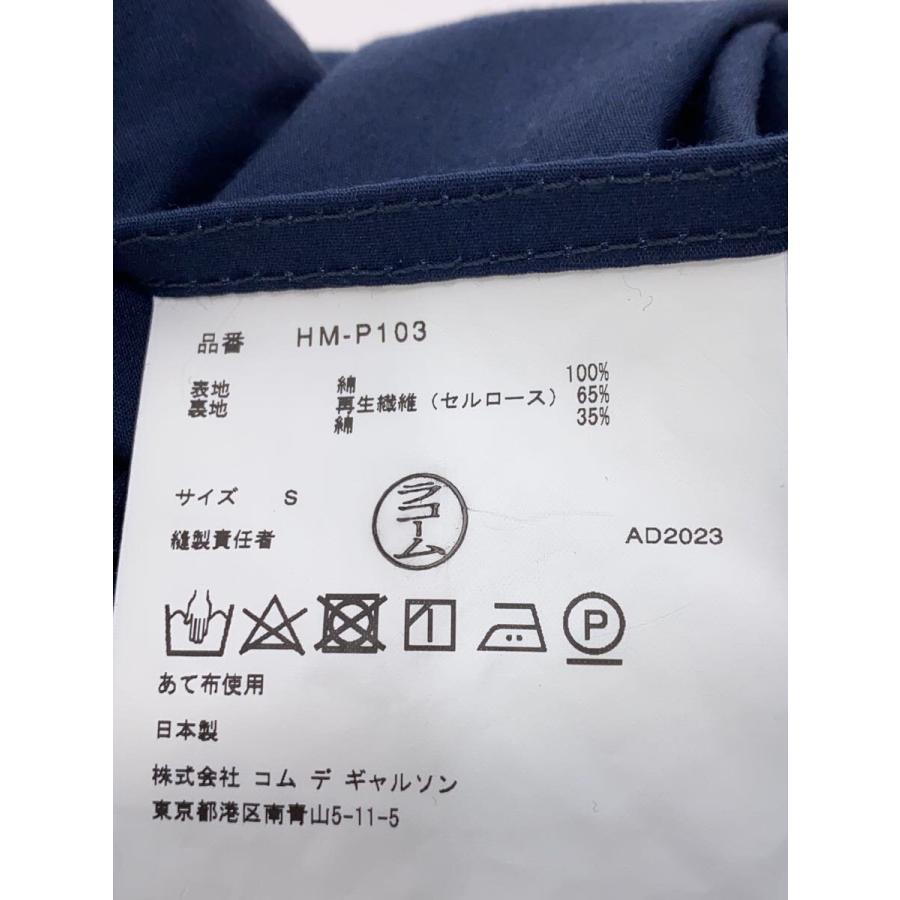 品番 HM-P103
表地 綿 100%
裏地 再生繊維（セルロース）65%
綿 35%
サイズ S
ラコーム
縫製責任者
AD2023
P
あて布使用
日本製
株式会社 コム デ ギャルソン
東京都港区南青山5-11-5